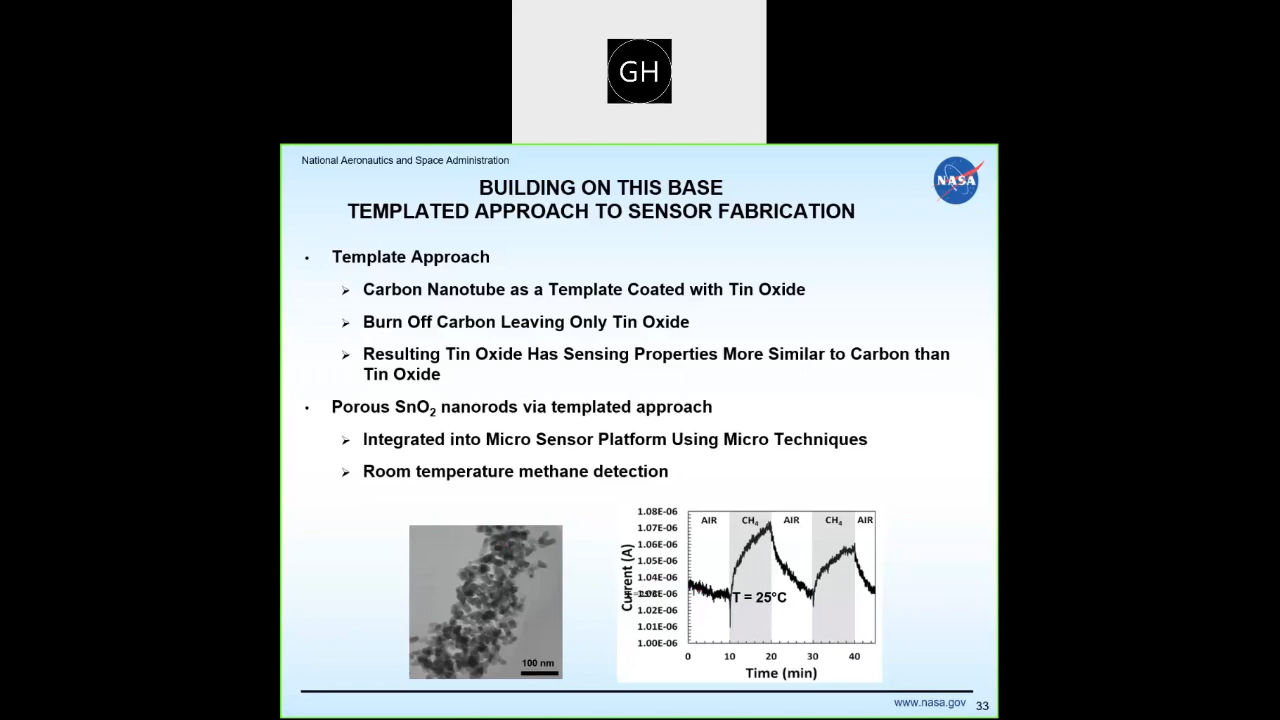 GH
National Aeronautics and Space Administration
NASA
BUILDING ON THIS BASE
TEMPLATED APPROACH TO SENSOR FABRICATION
• Template Approach
➢ Carbon Nanotube as a Template Coated with Tin Oxide
➢ Burn Off Carbon Leaving Only Tin Oxide
➢ Resulting Tin Oxide Has Sensing Properties More Similar to Carbon than
Tin Oxide
• Porous SnO₂ nanorods via templated approach
➢ Integrated into Micro Sensor Platform Using Micro Techniques
➢ Room temperature methane detection
100 nm
Current (A)
1.08E-06
1.07E-06
1.06E-06
1.05E-06
1.04E-06
1.03E-06
1.02E-06
1.01E-06
1.00E-06
AIR CH₄ AIR CH₄ AIR
T = 25°C
0 10 20 30 40
Time (min)
www.nasa.gov 33